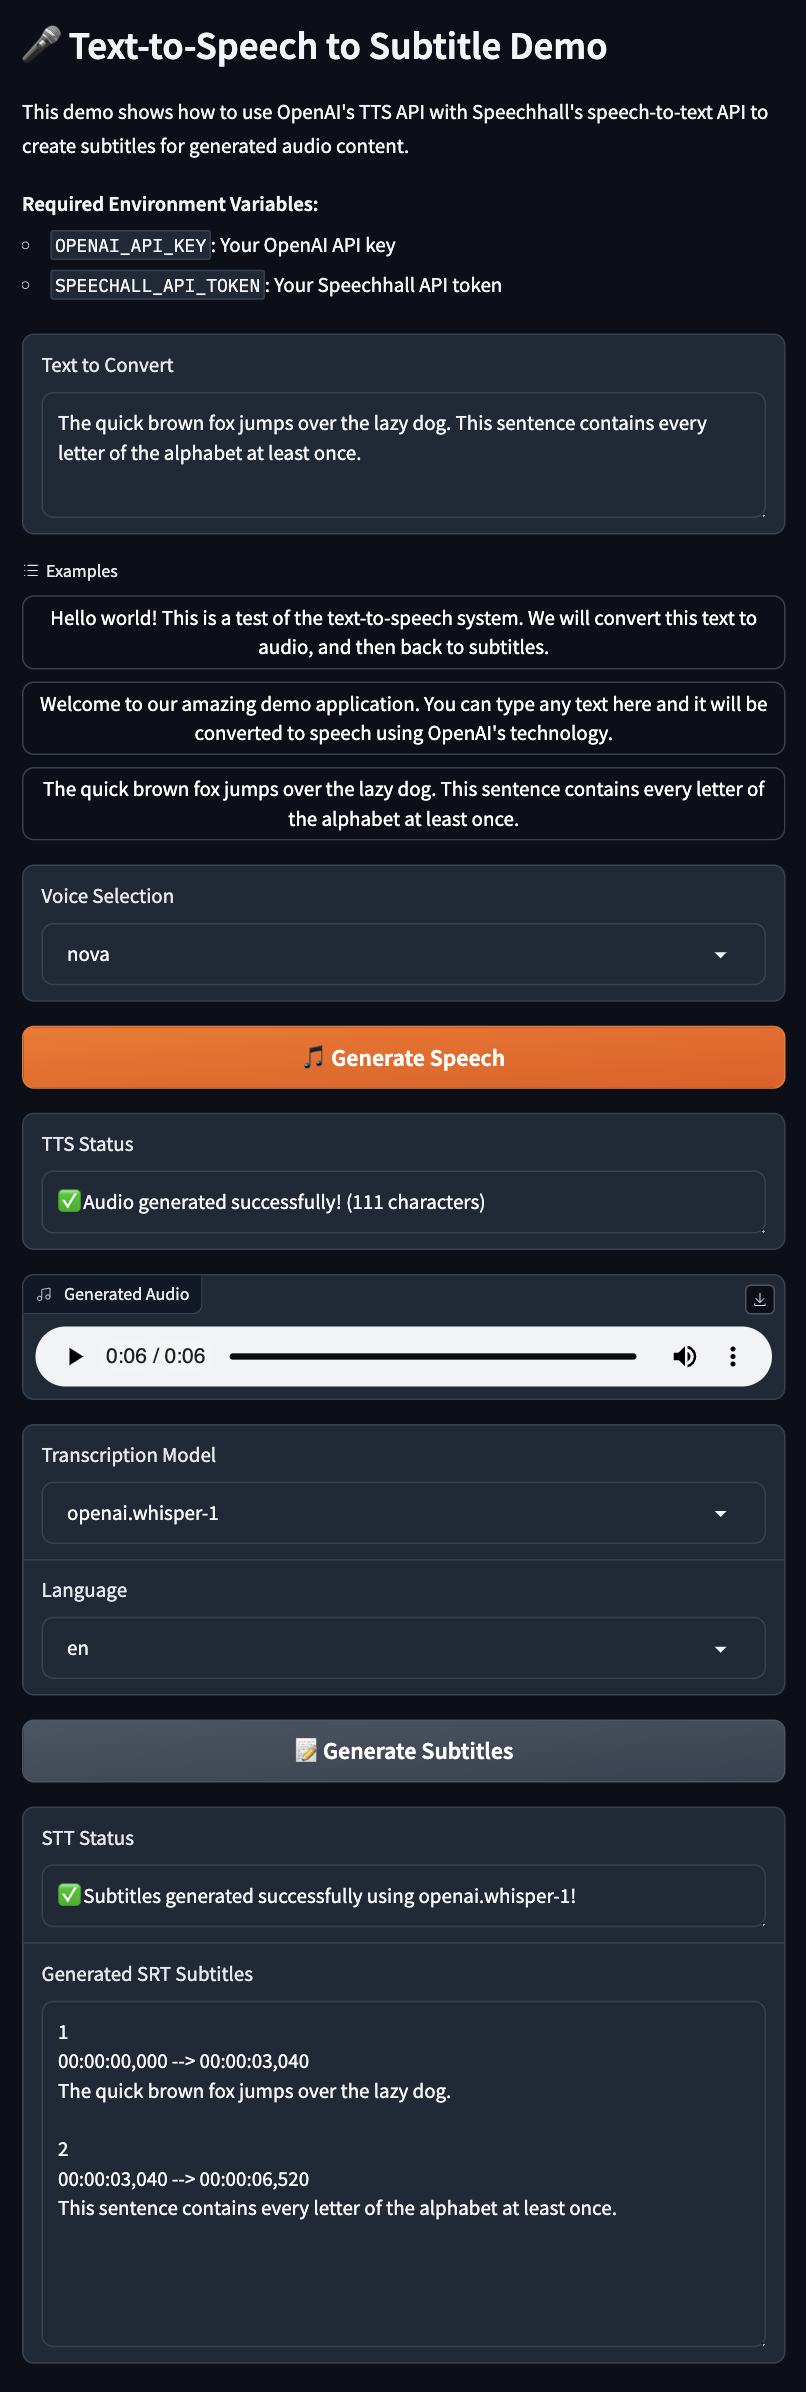 🎤 Text-to-Speech to Subtitle Demo
This demo shows how to use OpenAI's TTS API with Speechhall's speech-to-text API to
create subtitles for generated audio content.
Required Environment Variables:
OPENAI_API_KEY: Your OpenAI API key
SPEECHALL_API_TOKEN: Your Speechhall API token
Text to Convert
The quick brown fox jumps over the lazy dog. This sentence contains every
letter of the alphabet at least once.
Examples
Hello world! This is a test of the text-to-speech system. We will convert this text to
audio, and then back to subtitles.
Welcome to our amazing demo application. You can type any text here and it will be
converted to speech using OpenAI's technology.
The quick brown fox jumps over the lazy dog. This sentence contains every letter of
the alphabet at least once.
Voice Selection
nova
🎵 Generate Speech
TTS Status
✅ Audio generated successfully! (111 characters)
Generated Audio
0:06 / 0:06
Transcription Model
openai.whisper-1
Language
en
📝 Generate Subtitles
STT Status
✅ Subtitles generated successfully using openai.whisper-1!
Generated SRT Subtitles
1
00:00:00,000 --> 00:00:03,040
The quick brown fox jumps over the lazy dog.
2
00:00:03,040 --> 00:00:06,520
This sentence contains every letter of the alphabet at least once.